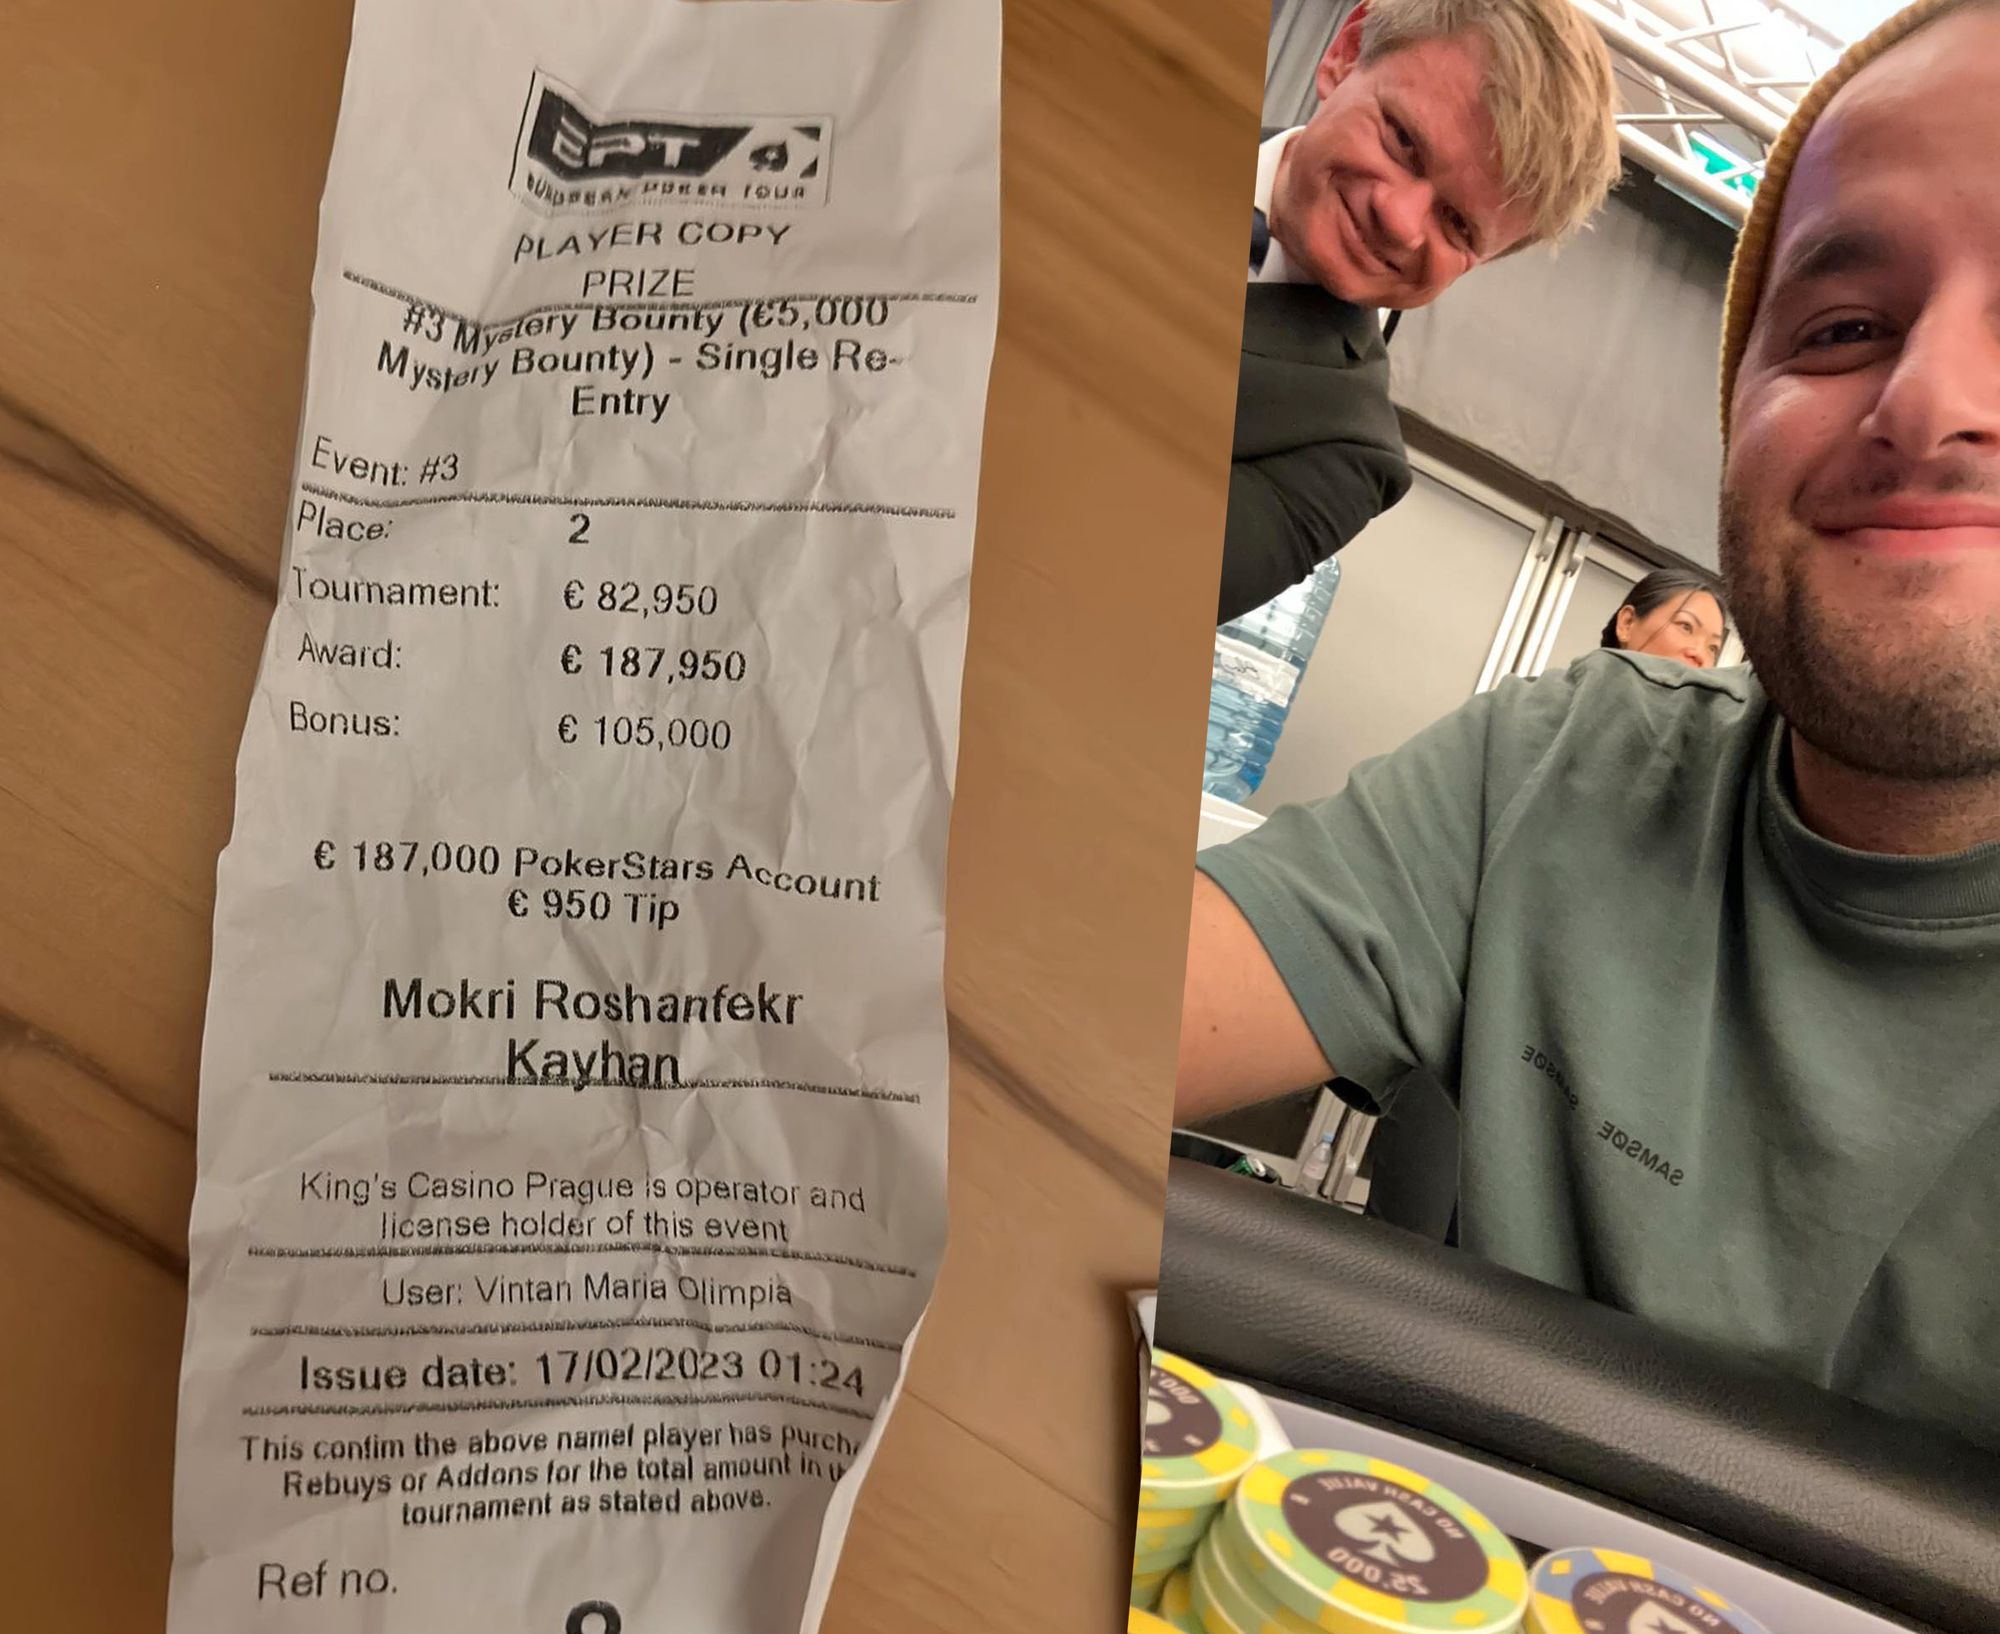 EPT
EUROPEAN POKER TOUR
PLAYER COPY
PRIZE
#3 Mystery Bounty (€5,000
Mystery Bounty) - Single Re-
Entry
Event: #3
Place: 2
Tournament: € 82,950
Award: € 187,950
Bonus: € 105,000
€ 187,000 PokerStars Account
€ 950 Tip
Mokri Roshanfekr
Kayhan
King's Casino Prague is operator and
license holder of this event
User: Vintan Maria Olimpia
Issue date: 17/02/2023 01:24
This confim the above namef player has purch
Rebuys or Addons for the total amount in
tournament as stated above.
Ref no.
SAMSØE
SAMSØE
NO CASH VALUE
25.000
NO CASH VALUE